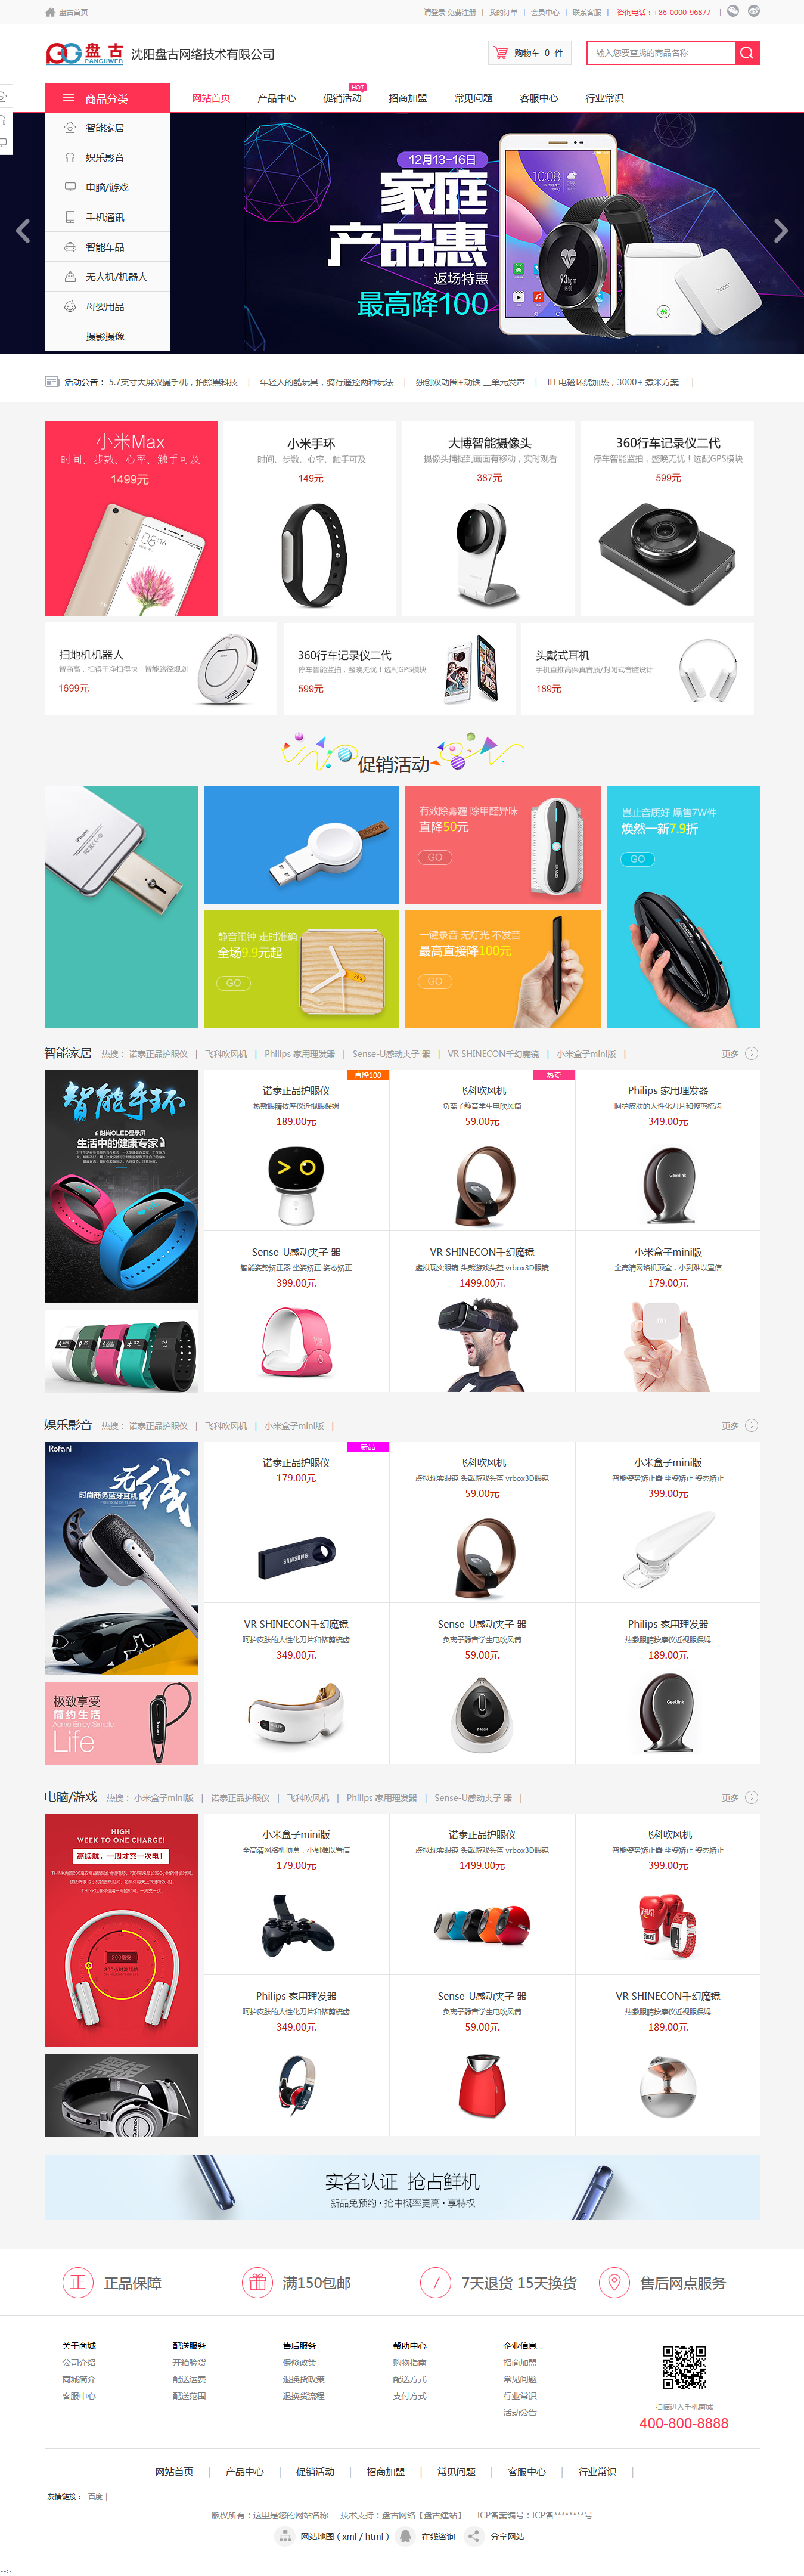 盘古首页
请登录 免费注册 | 我的订单 | 会员中心 | 联系客服 | 咨询电话：+86-0000-96877 |
盘古 PANGUWEB 沈阳盘古网络技术有限公司
购物车 0 件
输入您要查找的商品名称
HOT
商品分类 网站首页 产品中心 促销活动 招商加盟 常见问题 客服中心 行业常识
智能家居
娱乐影音
电脑/游戏
手机通讯
智能车品
无人机/机器人
母婴用品
摄影摄像
12月13-16日
家庭
产品惠
返场特惠
最高降100
活动公告： 5.7英寸大屏双摄手机，拍照黑科技 | 年轻人的酷玩具，骑行遥控两种玩法 | 独创双动圈+动铁 三单元发声 | IH 电磁环绕加热，3000+ 煮米方案 |
小米Max
时间、步数、心率、触手可及
1499元
08:16
小米手环
时间、步数、心率、触手可及
149元
大博智能摄像头
摄像头捕捉到画面有移动，实时观看
387元
360行车记录仪二代
停车智能监拍，整晚无忧！选配GPS模块
599元
扫地机机器人
智商高，扫得干净扫得快，智能路径规划
1699元
360行车记录仪二代
停车智能监拍，整晚无忧！选配GPS模块
599元
头戴式耳机
手机直推高保真音质/封闭式音腔设计
189元
促销活动
iPhone
有效除雾霾 除甲醛异味
直降50元
GO
岂止音质好 爆售7W件
焕然一新7.9折
GO
静音闹钟 走时准确
全场9.9元起
GO
一键录音 无灯光 不发音
最高直接降100元
GO
智能家居 热搜： 诺泰正品护眼仪 | 飞科吹风机 | Philips 家用理发器 | Sense-U感动夹子 器 | VR SHINECON千幻魔镜 | 小米盒子mini版 | 更多
智能手环
时尚OLED显示屏
生活中的健康专家
直降100
诺泰正品护眼仪
热敷眼睛按摩仪近视眼保姆
189.00元
热卖
飞科吹风机
负离子静音学生电吹风筒
59.00元
Philips 家用理发器
呵护皮肤的人性化刀片和修剪梳齿
349.00元
Geeklink
Sense-U感动夹子 器
智能姿势矫正器 坐姿矫正 姿态矫正
399.00元
VR SHINECON千幻魔镜
虚拟现实眼镜 头戴游戏头盔 vrbox3D眼镜
1499.00元
小米盒子mini版
全高清网络机顶盒，小到难以置信
179.00元
娱乐影音 热搜： 诺泰正品护眼仪 | 飞科吹风机 | 小米盒子mini版 | 更多
Rofani
无线
时尚商务蓝牙耳机
极致享受
简约生活
Acme Enjoy Simple
Life
新品
诺泰正品护眼仪
179.00元
SAMSUNG
飞科吹风机
虚拟现实眼镜 头戴游戏头盔 vrbox3D眼镜
59.00元
小米盒子mini版
智能姿势矫正器 坐姿矫正 姿态矫正
399.00元
VR SHINECON千幻魔镜
呵护皮肤的人性化刀片和修剪梳齿
349.00元
Sense-U感动夹子 器
负离子静音学生电吹风筒
59.00元
Philips 家用理发器
热敷眼睛按摩仪近视眼保姆
189.00元
Geeklink
电脑/游戏 热搜： 小米盒子mini版 | 诺泰正品护眼仪 | 飞科吹风机 | Philips 家用理发器 | Sense-U感动夹子 器 | 更多
HIGH
WEEK TO ONE CHARGE!
高续航，一周才充一次电！
小米盒子mini版
全高清网络机顶盒，小到难以置信
179.00元
诺泰正品护眼仪
虚拟现实眼镜 头戴游戏头盔 vrbox3D眼镜
1499.00元
飞科吹风机
智能姿势矫正器 坐姿矫正 姿态矫正
399.00元
Philips 家用理发器
呵护皮肤的人性化刀片和修剪梳齿
349.00元
Sense-U感动夹子 器
负离子静音学生电吹风筒
59.00元
VR SHINECON千幻魔镜
热敷眼睛按摩仪近视眼保姆
189.00元
实名认证 抢占鲜机
新品免预约 • 抢中概率更高 • 享特权
正 正品保障
满150包邮
7 7天退货 15天换货
售后网点服务
关于商城
公司介绍
商城简介
客服中心
配送服务
开箱验货
配送运费
配送范围
售后服务
保修政策
退换货政策
退换货流程
帮助中心
购物指南
配送方式
支付方式
企业信息
招商加盟
常见问题
行业常识
活动公告
扫描进入手机商城
400-800-8888
网站首页 | 产品中心 | 促销活动 | 招商加盟 | 常见问题 | 客服中心 | 行业常识 |
友情链接： 百度 |
版权所有：这里是您的网站名称 技术支持：盘古网络【盘古建站】 ICP备案编号：ICP备********号
网站地图（xml / html） 在线咨询 分享网站
-->